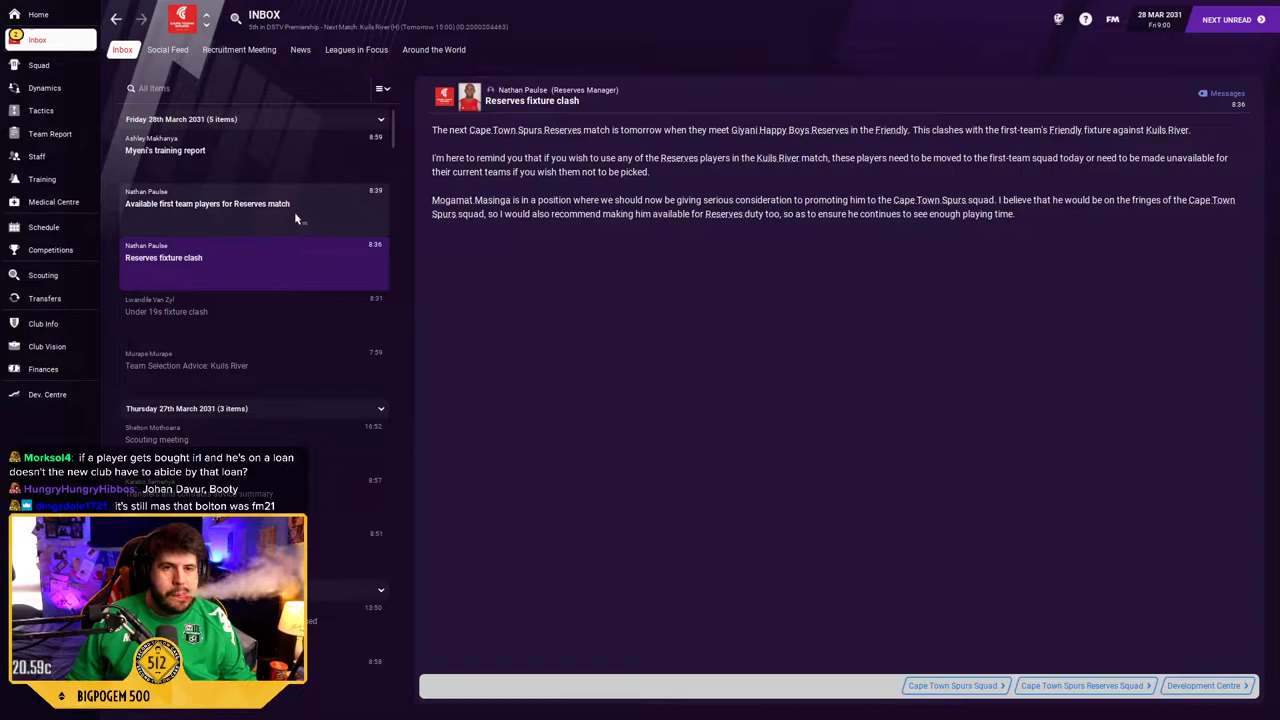 Home
INBOX
5th in DSTV Premiership - Next Match: Kuils River (H) (Tomorrow 15:00) (ID:2000204463)
28 MAR 2031
Fri 9:00
FM
NEXT UNREAD
2
Inbox
Squad
Dynamics
Tactics
Team Report
Staff
Training
Medical Centre
Schedule
Competitions
Scouting
Transfers
Club Info
Club Vision
Finances
Dev. Centre
Inbox Social Feed Recruitment Meeting News Leagues in Focus Around the World
All Items
Friday 28th March 2031 (5 items)
Ashley Makhanya 8:59
Myeni's training report
Nathan Paulse 8:39
Available first team players for Reserves match
Nathan Paulse 8:36
Reserves fixture clash
Lwandile Van Zyl 8:31
Under 19s fixture clash
Murape Murape 7:59
Team Selection Advice: Kuils River
Thursday 27th March 2031 (3 items)
Shelton Mothoana 16:52
Scouting meeting
8:57
8:51
13:50
8:58
Nathan Paulse (Reserves Manager)
Reserves fixture clash
Messages
8:36
The next Cape Town Spurs Reserves match is tomorrow when they meet Giyani Happy Boys Reserves in the Friendly. This clashes with the first-team's Friendly fixture against Kuils River.
I'm here to remind you that if you wish to use any of the Reserves players in the Kuils River match, these players need to be moved to the first-team squad today or need to be made unavailable for
their current teams if you wish them not to be picked.
Mogamat Masinga is in a position where we should now be giving serious consideration to promoting him to the Cape Town Spurs squad. I believe that he would be on the fringes of the Cape Town
Spurs squad, so I would also recommend making him available for Reserves duty too, so as to ensure he continues to see enough playing time.
Morksol4: if a player gets bought irl and he's on a loan
doesn't the new club have to abide by that loan?
HungryHungryHibbos: Johan Davur, Booty
dingsdale1721 it's still mas that bolton was fm21
20.59c
512
BIGPOGEM 500
Cape Town Spurs Squad
Cape Town Spurs Reserves Squad
Development Centre